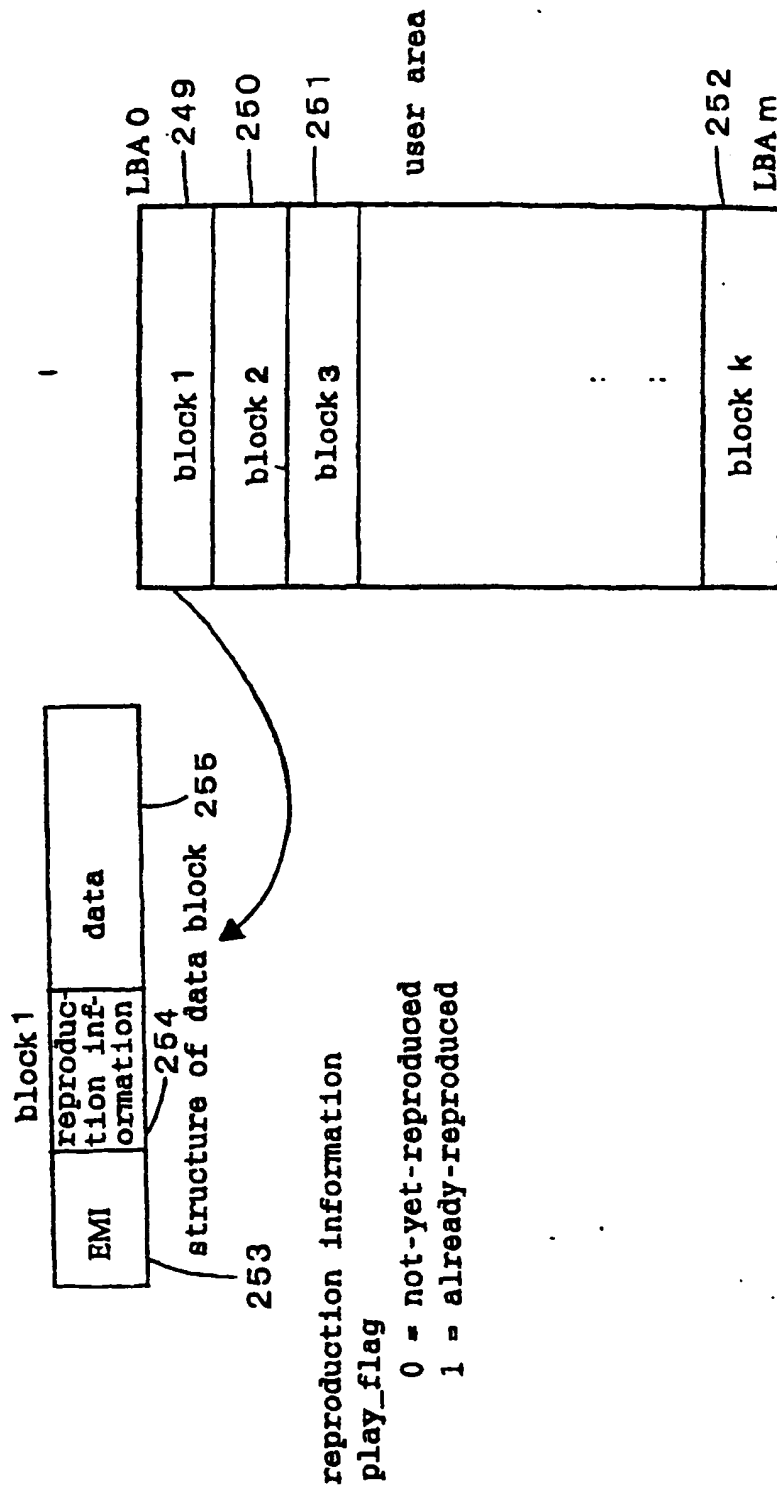 block 1
EMI
reproduc-
tion inf-
ormation
data
253
254
255
structure of data block
reproduction information
play_flag
0 = not-yet-reproduced
1 = already-reproduced
LBA 0
block 1
249
block 2
250
block 3
251
user area
block k
252
LBA m